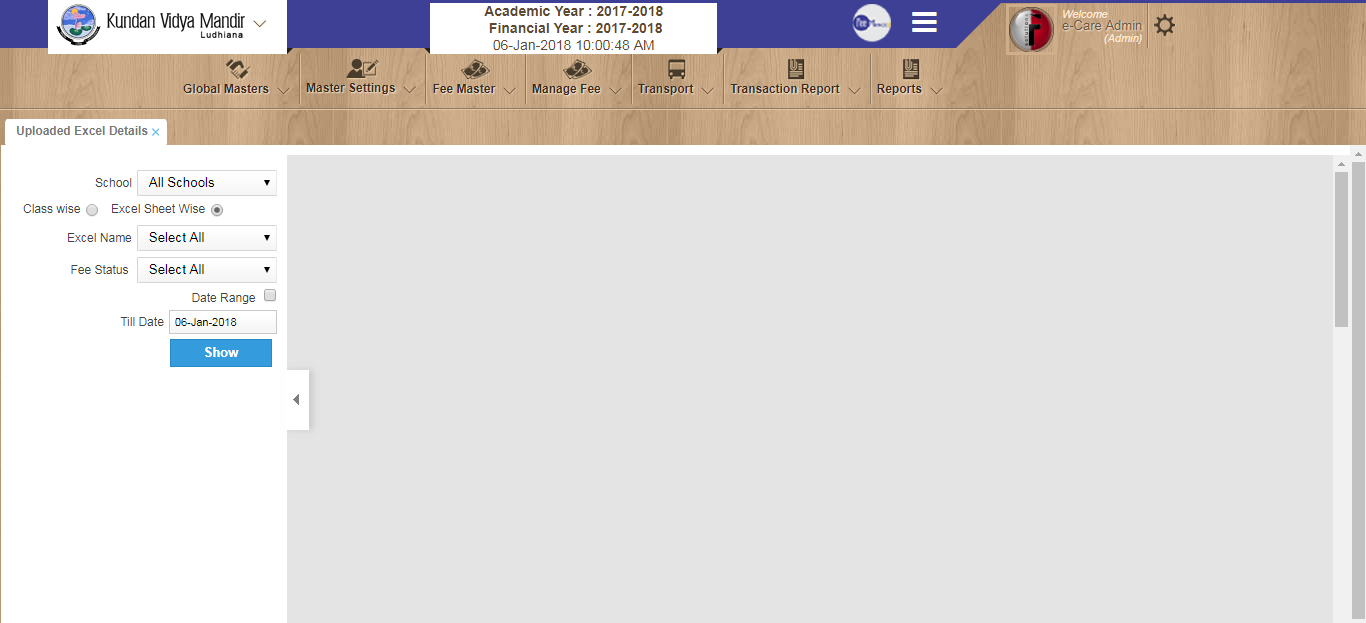 Kundan Vidya Mandir
Ludhiana
Academic Year : 2017-2018
Financial Year : 2017-2018
06-Jan-2018 10:00:48 AM
Welcome
e-Care Admin
(Admin)
Global Masters
Master Settings
Fee Master
Manage Fee
Transport
Transaction Report
Reports
Uploaded Excel Details ×
School All Schools
Class wise Excel Sheet Wise
Excel Name Select All
Fee Status Select All
Date Range
Till Date 06-Jan-2018
Show